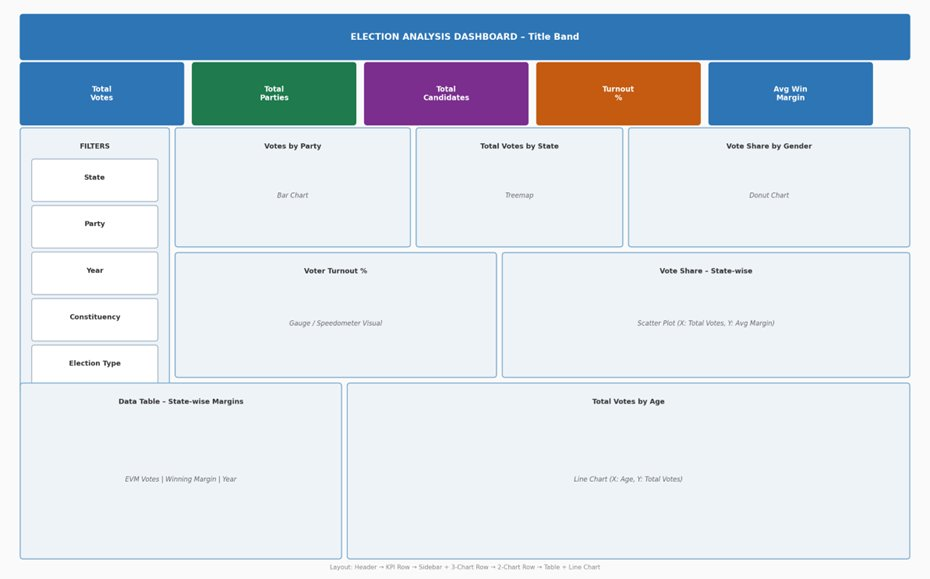 ELECTION ANALYSIS DASHBOARD – Title Band
Total
Votes
Total
Parties
Total
Candidates
Turnout
%
Avg Win
Margin
FILTERS
State
Party
Year
Constituency
Election Type
Votes by Party
Bar Chart
Total Votes by State
Treemap
Vote Share by Gender
Donut Chart
Voter Turnout %
Gauge / Speedometer Visual
Vote Share – State-wise
Scatter Plot (X: Total Votes, Y: Avg Margin)
Data Table – State-wise Margins
EVM Votes | Winning Margin | Year
Total Votes by Age
Line Chart (X: Age, Y: Total Votes)
Layout: Header → KPI Row → Sidebar + 3-Chart Row → 2-Chart Row → Table + Line Chart